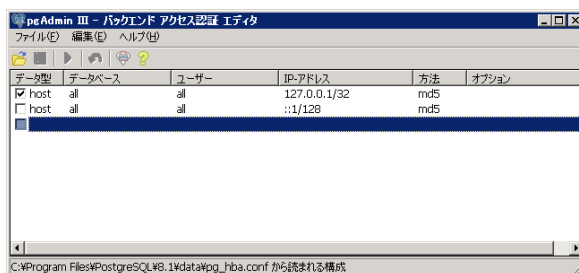 pgAdmin III - バックエンド アクセス認証 エディタ
ファイル(F) 編集(E) ヘルプ(H)
データ型 データベース ユーザー IP-アドレス 方法 オプション
host all all 127.0.0.1/32 md5
host all all ::1/128 md5
C:¥Program Files¥PostgreSQL¥8.1¥data¥pg_hba.conf から読まれる構成